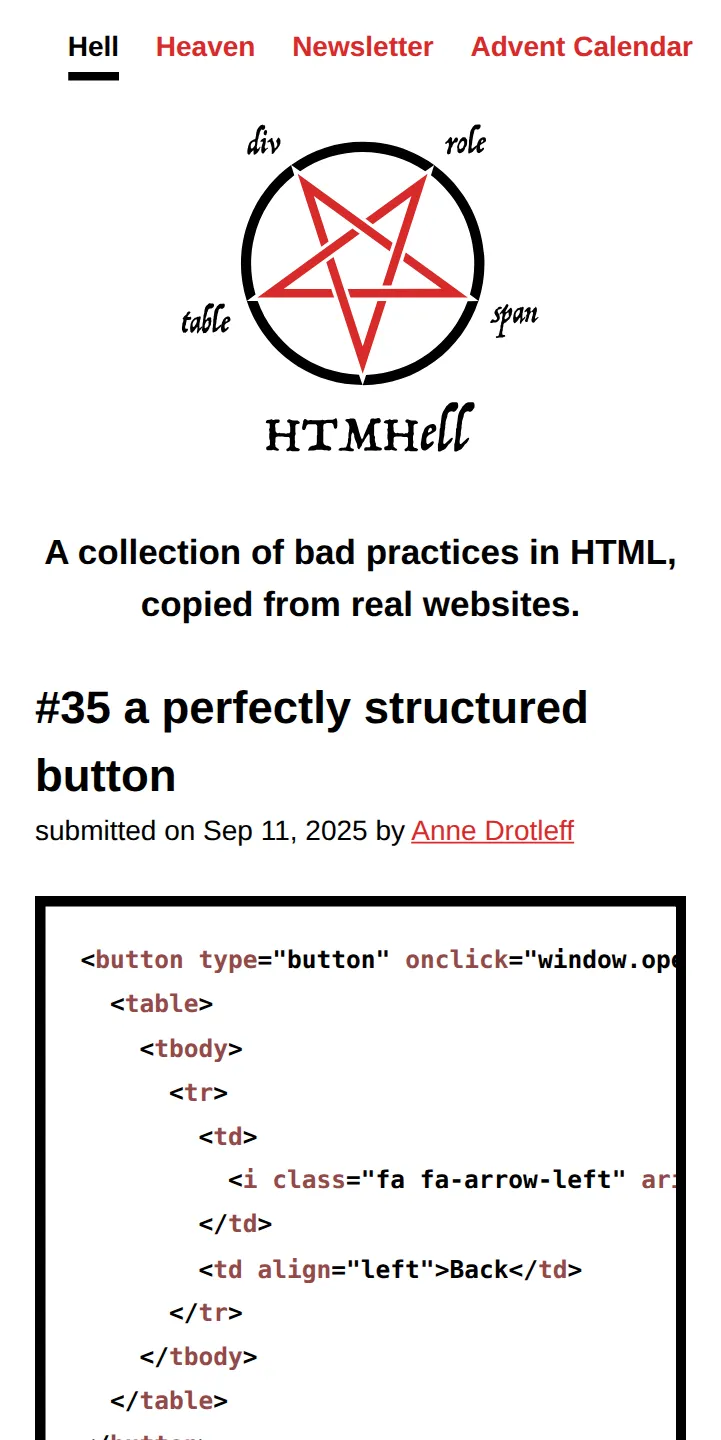 Hell Heaven Newsletter Advent Calendar
div role
table span
HTMHell
A collection of bad practices in HTML,
copied from real websites.
#35 a perfectly structured
button
submitted on Sep 11, 2025 by Anne Drotleff
<button type="button" onclick="window.ope
<table>
<tbody>
<tr>
<td>
<i class="fa fa-arrow-left" ari
</td>
<td align="left">Back</td>
</tr>
</tbody>
</table>